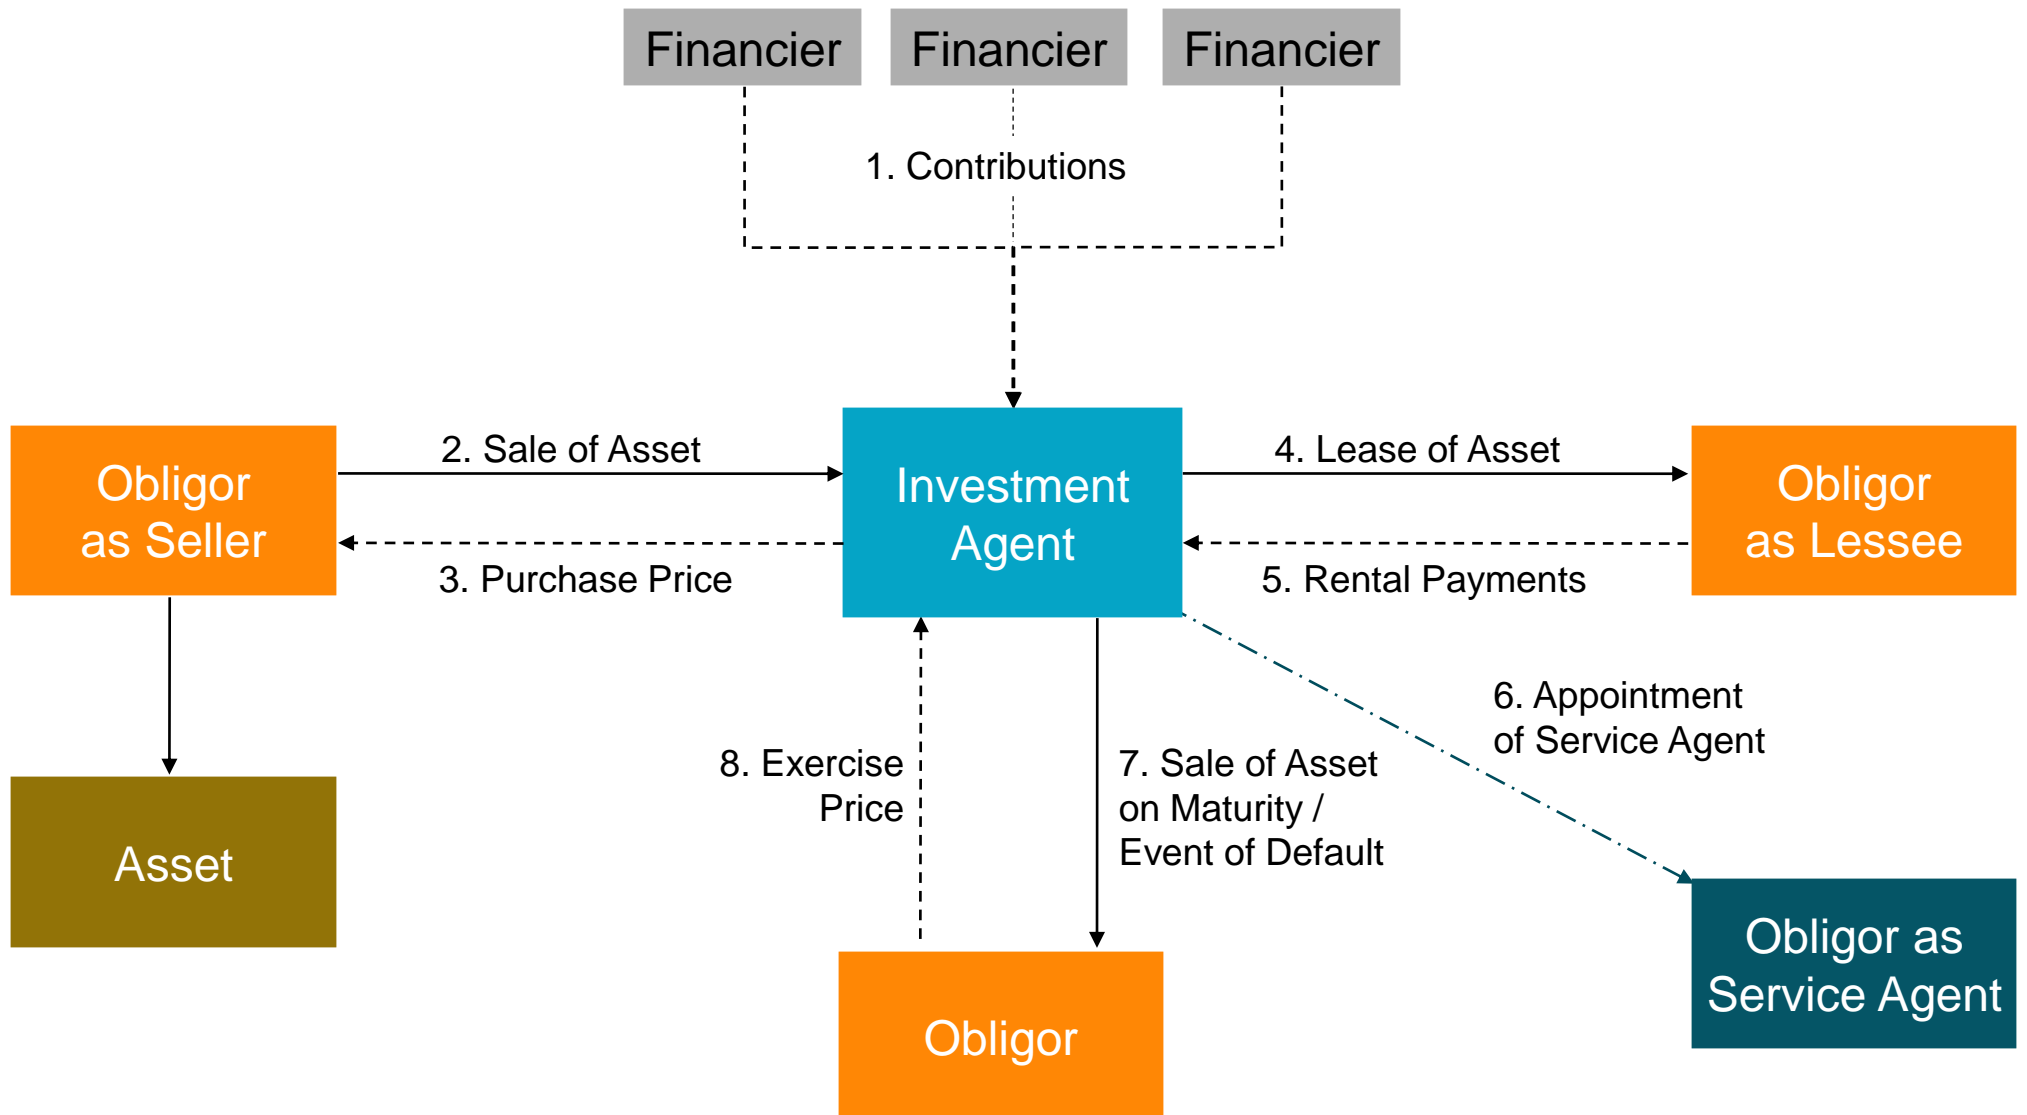 Financier
Financier
Financier
1. Contributions
2. Sale of Asset
4. Lease of Asset
Obligor
as Seller
Investment
Agent
Obligor
as Lessee
3. Purchase Price
5. Rental Payments
6. Appointment
of Service Agent
8. Exercise
Price
7. Sale of Asset
on Maturity /
Event of Default
Asset
Obligor as
Service Agent
Obligor